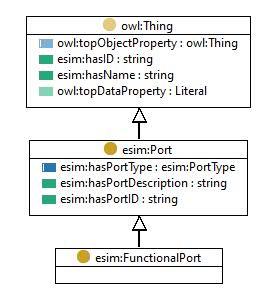 owl:Thing
owl:topObjectProperty : owl:Thing
esim:hasID : string
esim:hasName : string
owl:topDataProperty : Literal
esim:Port
esim:hasPortType : esim:PortType
esim:hasPortDescription : string
esim:hasPortID : string
esim:FunctionalPort